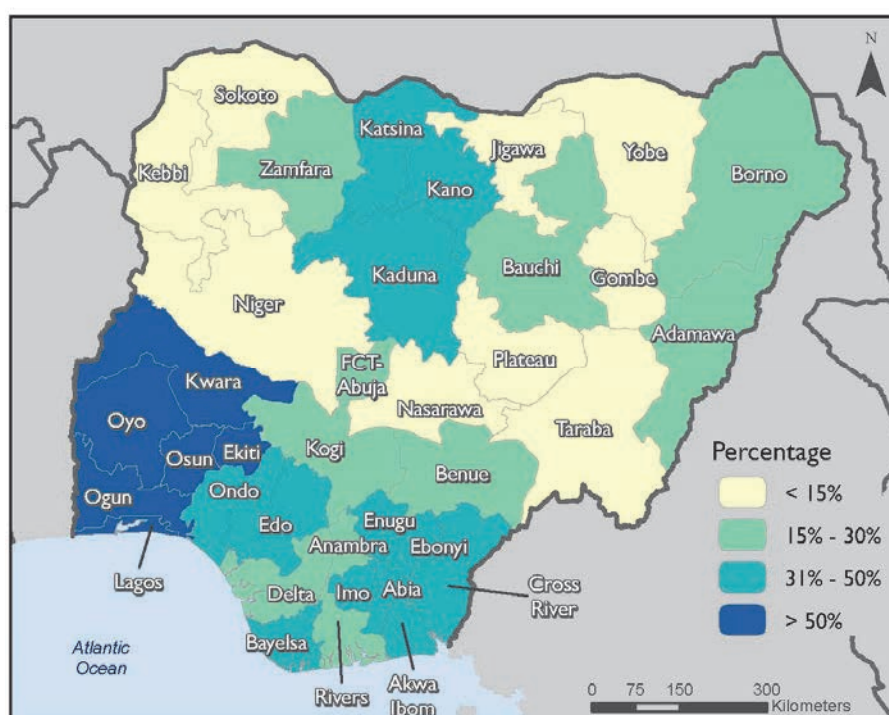 N
Sokoto
Katsina
Jigawa
Yobe
Kebbi
Zamfara
Kano
Borno
Kaduna
Bauchi
Gombe
Niger
Adamawa
FCT-
Abuja
Plateau
Kwara
Nasarawa
Oyo
Taraba
Osun
Ekiti
Kogi
Benue
Ogun
Ondo
Edo
Enugu
Anambra
Ebonyi
Lagos
Delta
Imo
Abia
Cross
River
Bayelsa
Rivers
Akwa
Ibom
Atlantic
Ocean
Percentage
< 15%
15% - 30%
31% - 50%
> 50%
0 75 150 300
Kilometers